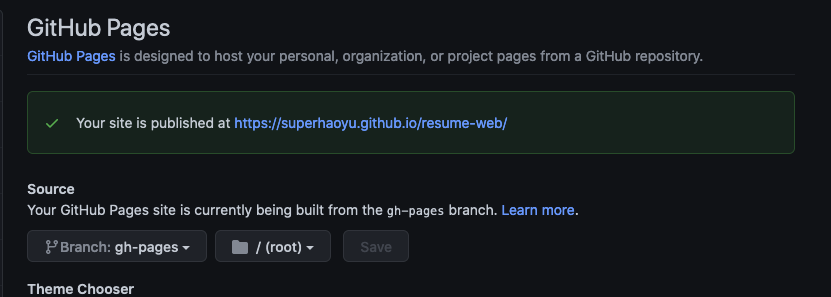 GitHub Pages
GitHub Pages is designed to host your personal, organization, or project pages from a GitHub repository.
Your site is published at https://superhaoyu.github.io/resume-web/
Source
Your GitHub Pages site is currently being built from the gh-pages branch. Learn more.
Branch: gh-pages / (root) Save
Theme Chooser